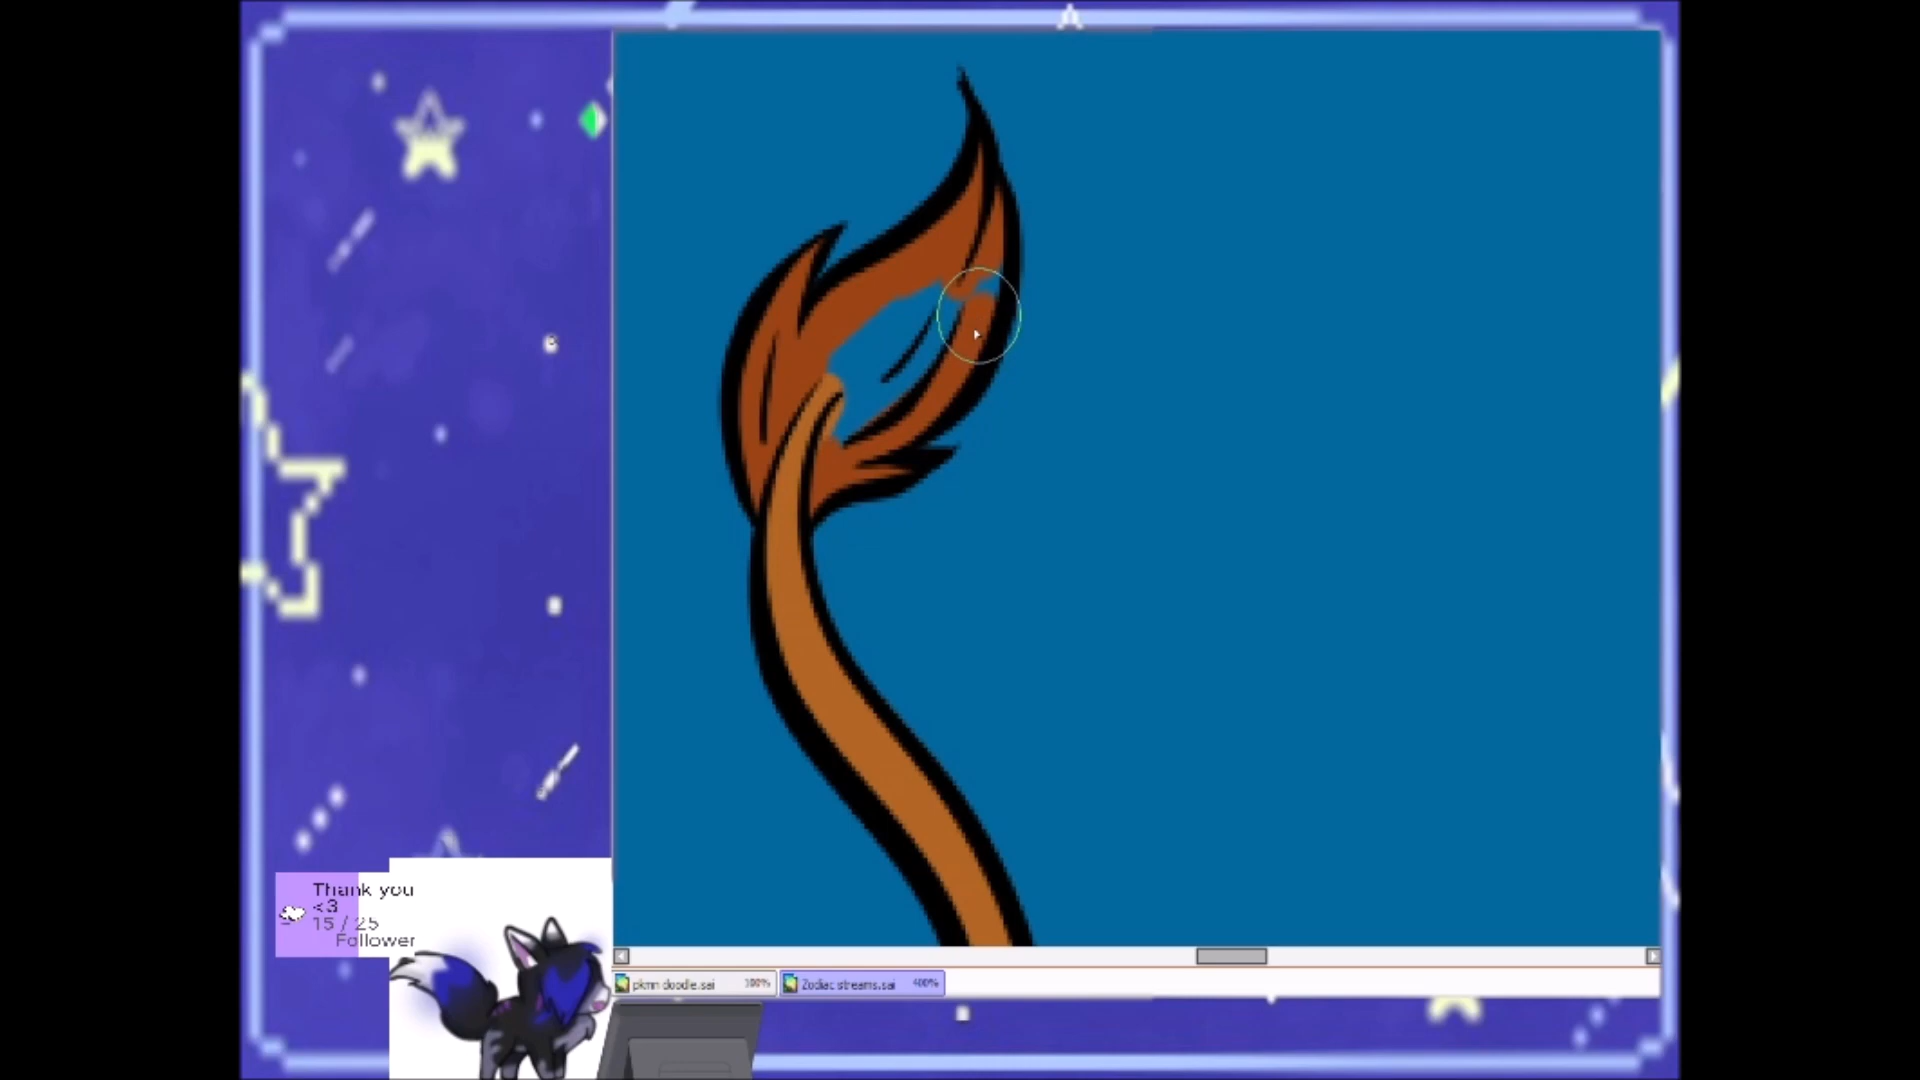 Thank you
<3
15 / 25
Follower
pkmn doodle.sai 100%
Zodiac streams.sai 400%